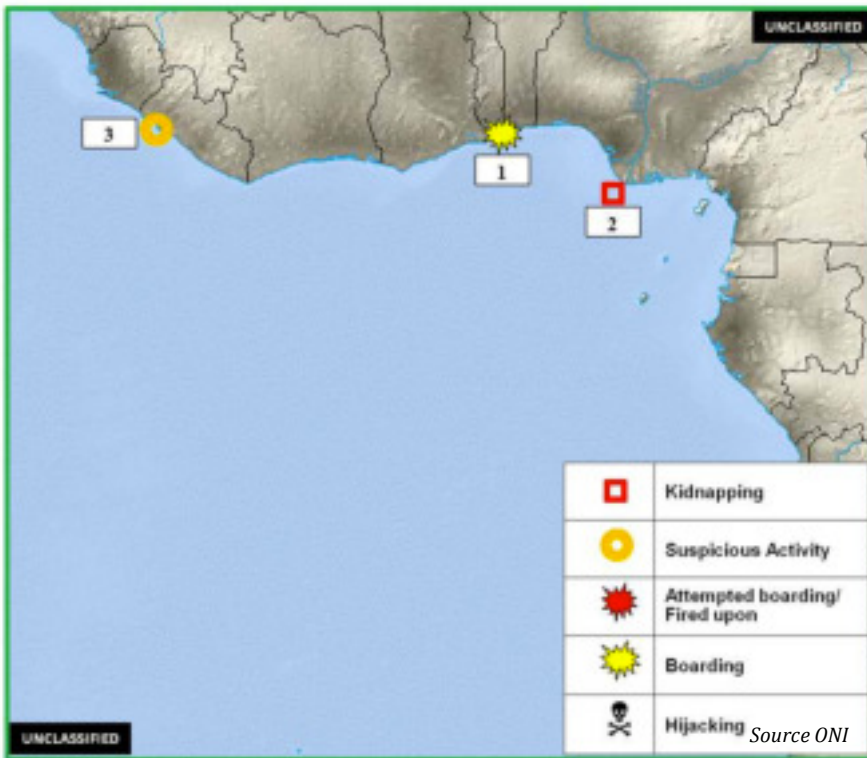 UNCLASSIFIED
3
1
2
Kidnapping
Suspicious Activity
Attempted boarding/
Fired upon
Boarding
Hijacking
Source ONI
UNCLASSIFIED